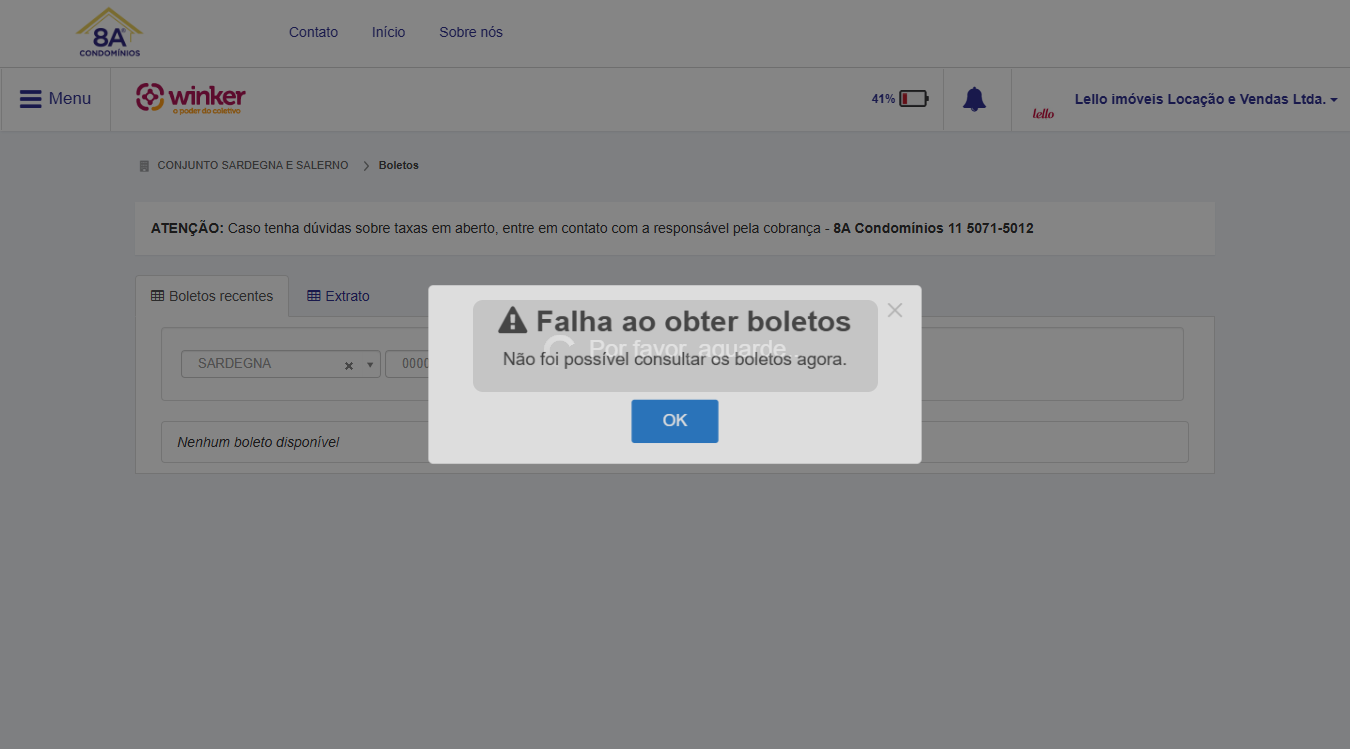 8A
CONDOMÍNIOS
Contato
Início
Sobre nós
Menu
winker
o poder do coletivo
41%
lello
Lello imóveis Locação e Vendas Ltda.
CONJUNTO SARDEGNA E SALERNO
Boletos
ATENÇÃO: Caso tenha dúvidas sobre taxas em aberto, entre em contato com a responsável pela cobrança - 8A Condomínios 11 5071-5012
Boletos recentes
Extrato
Falha ao obter boletos
Por favor, aguarde...
Não foi possível consultar os boletos agora.
SARDEGNA
0000
OK
Nenhum boleto disponível